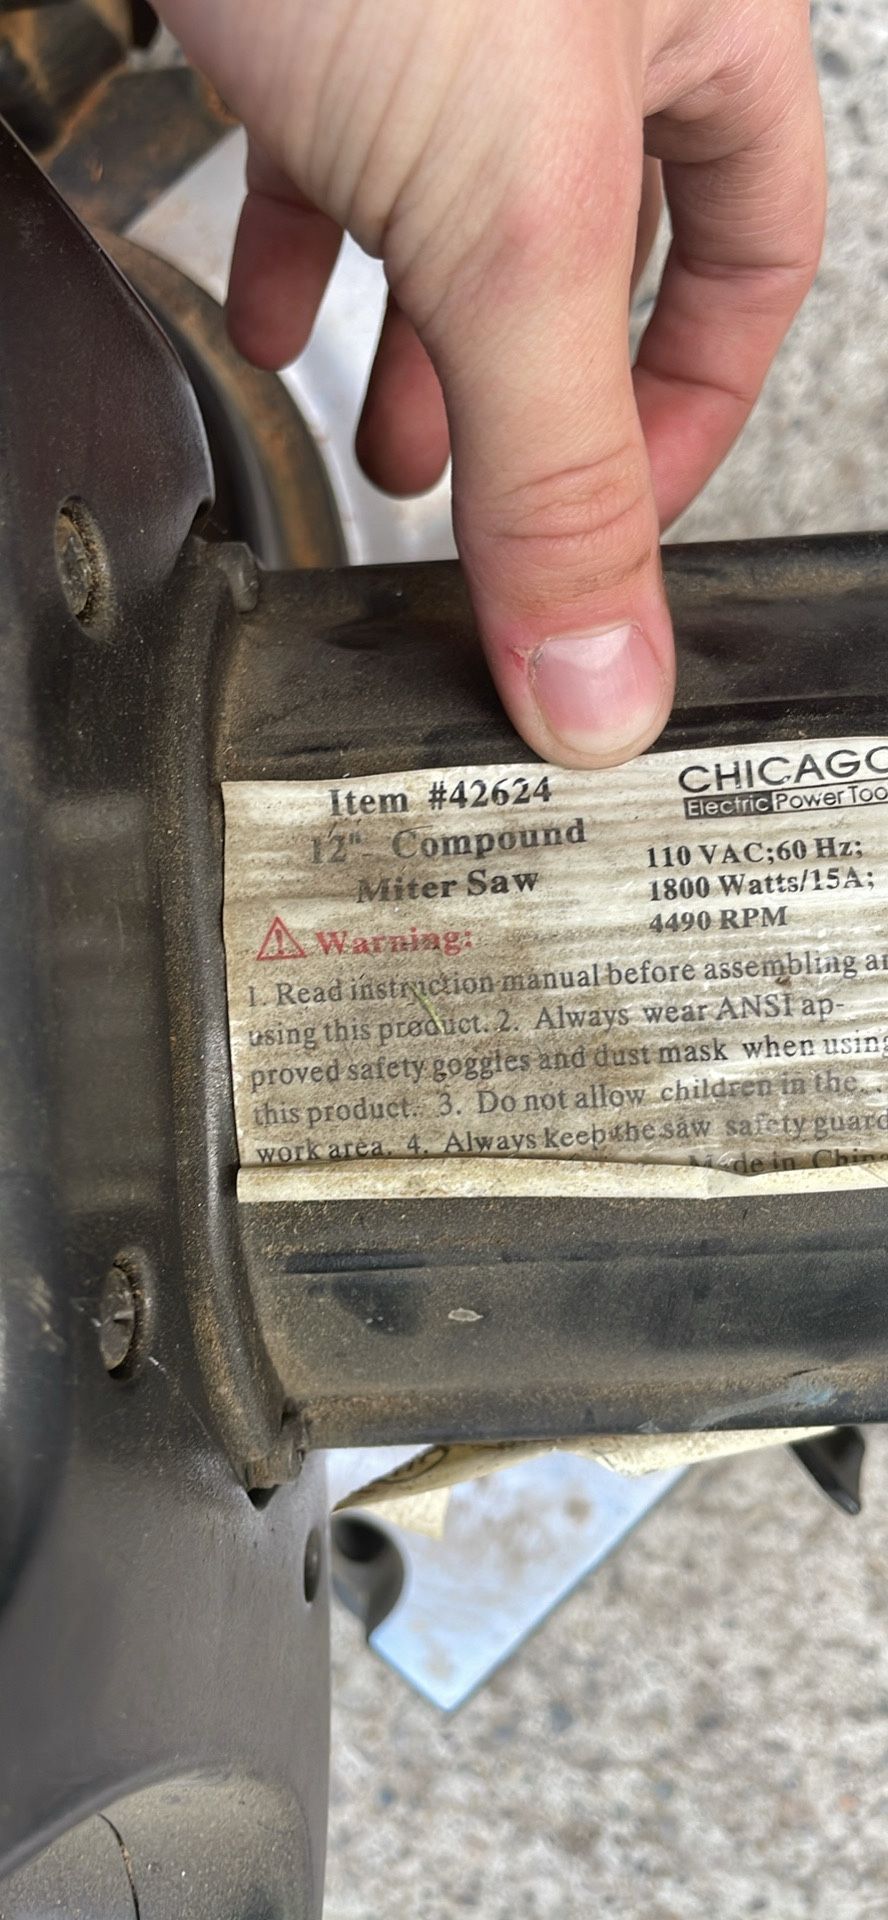 Item #42624
12" Compound
Miter Saw
CHICAGO
Electric Power Too
110 VAC;60 Hz;
1800 Watts/15A;
4490 RPM
Warning:
1. Read instruction manual before assembling an
using this product. 2. Always wear ANSI ap-
proved safety goggles and dust mask when using
this product. 3. Do not allow children in the
work area. 4. Always keep the saw safety guard
Made in China